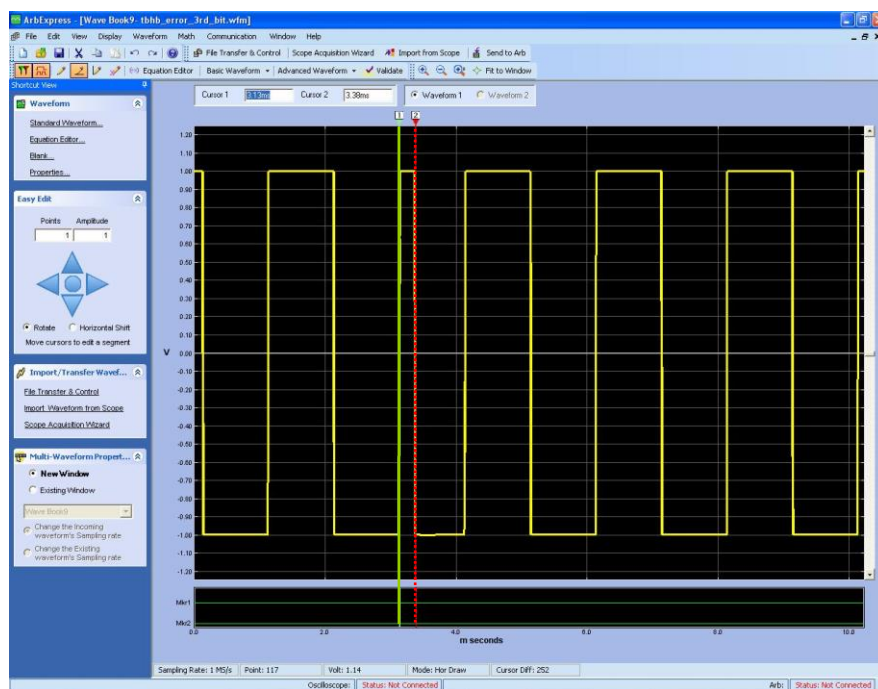 ArbExpress - [Wave Book9- tbhb_error_3rd_bit.wfm]
File Edit View Display Waveform Math Communication Window Help
File Transfer & Control Scope Acquisition Wizard Import from Scope Send to Arb
Equation Editor Basic Waveform Advanced Waveform Validate Fit to Window
Shortcut View
Cursor 1 3.13ms Cursor 2 3.38ms Waveform 1 Waveform 2
Waveform
Standard Waveform...
Equation Editor...
Blank...
Properties...
Easy Edit
Points Amplitude
1 1
Rotate Horizontal Shift
Move cursors to edit a segment
Import/Transfer Wavef...
File Transfer & Control
Import Waveform from Scope
Scope Acquisition Wizard
Multi-Waveform Propert...
New Window
Existing Window
Wave Book9
Change the Incoming
waveform's Sampling rate
Change the Existing
waveform's Sampling rate
1 2
1.20
1.10
1.00
0.90
0.80
0.70
0.60
0.50
0.40
0.30
0.20
0.10
V 0.00
-0.10
-0.20
-0.30
-0.40
-0.50
-0.60
-0.70
-0.80
-0.90
-1.00
-1.10
-1.20
Mkr1
Mkr2
0.0 2.0 4.0 6.0 8.0 10.0
m seconds
Sampling Rate: 1 MS/s Point: 117 Volt: 1.14 Mode: Hor Draw Cursor Diff: 252
Oscilloscope: Status: Not Connected Arb: Status: Not Connected